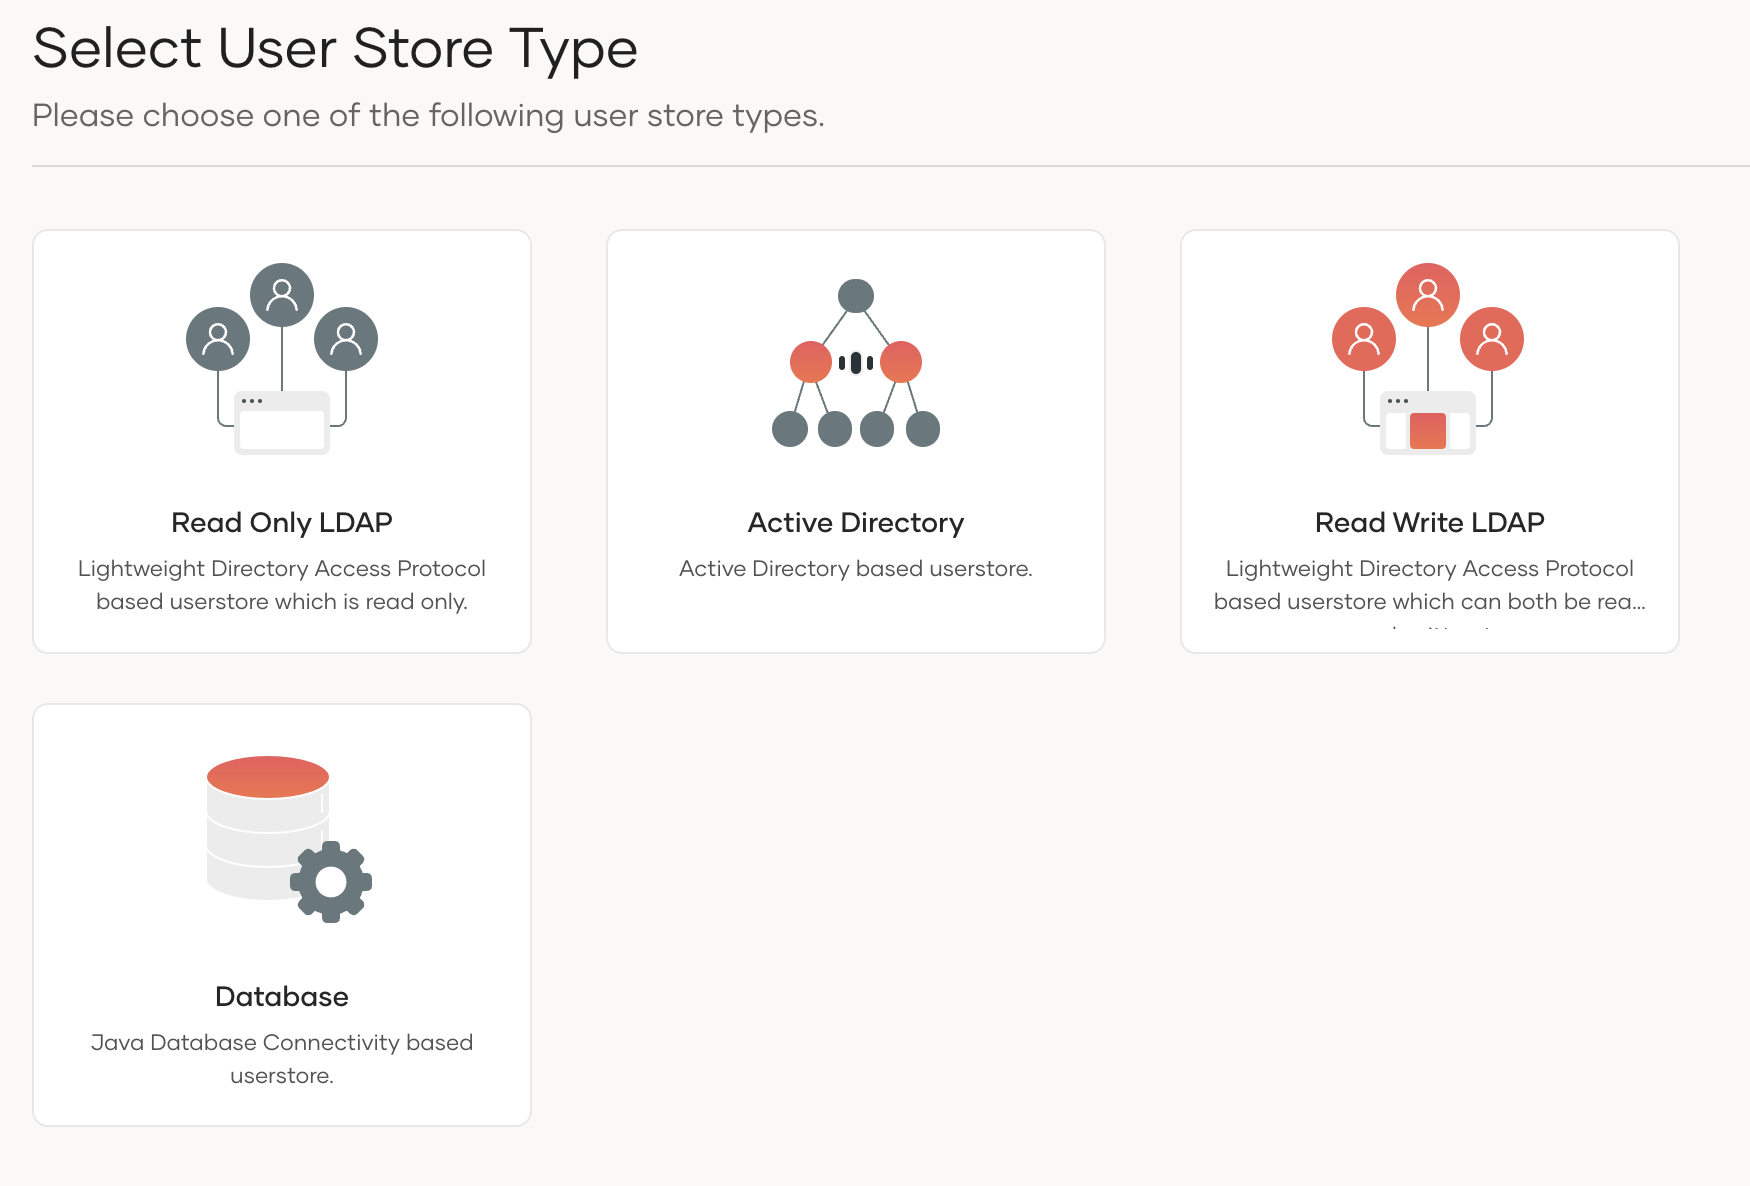 Select User Store Type
Please choose one of the following user store types.
Read Only LDAP
Lightweight Directory Access Protocol
based userstore which is read only.
Active Directory
Active Directory based userstore.
Read Write LDAP
Lightweight Directory Access Protocol
based userstore which can both be rea...
Database
Java Database Connectivity based
userstore.